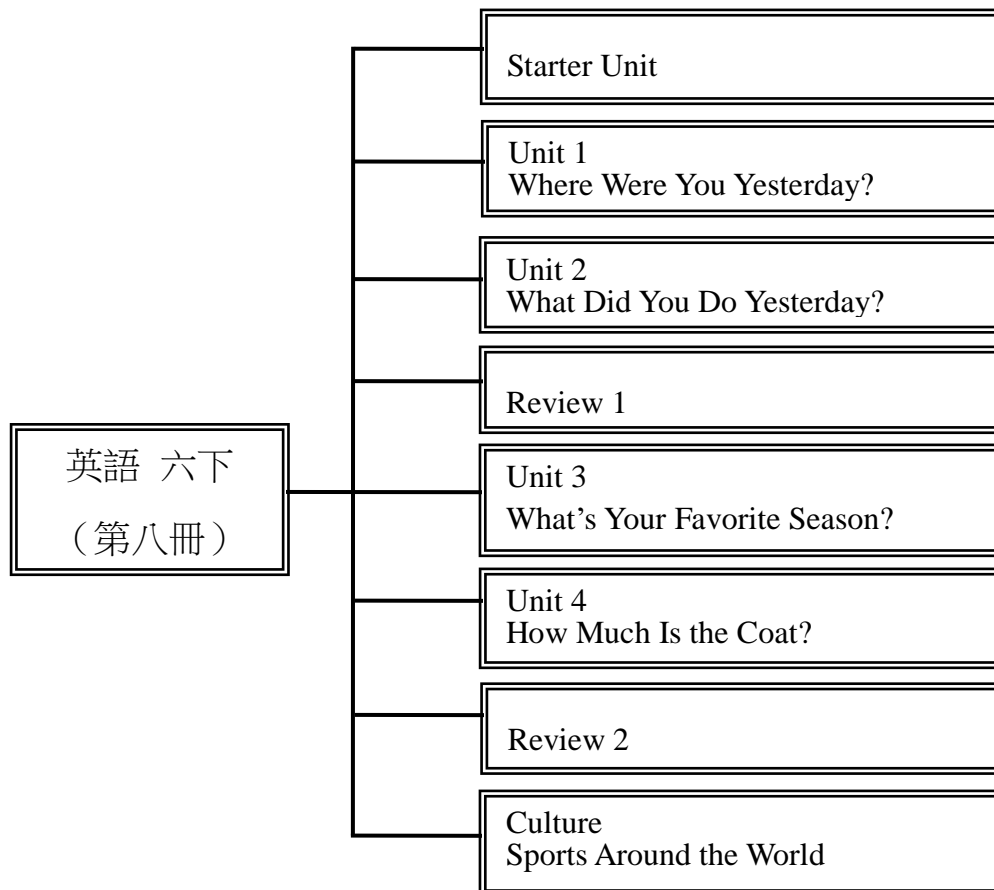 Starter Unit
Unit 1
Where Were You Yesterday?
Unit 2
What Did You Do Yesterday?
Review 1
英語 六下
（第八冊）
Unit 3
What's Your Favorite Season?
Unit 4
How Much Is the Coat?
Review 2
Culture
Sports Around the World